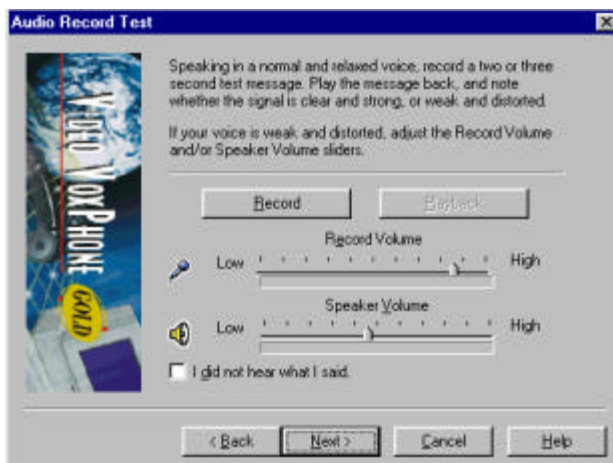 Audio Record Test
Speaking in a normal and relaxed voice, record a two or three
second test message. Play the message back, and note
whether the signal is clear and strong, or weak and distorted.
If your voice is weak and distorted, adjust the Record Volume
and/or Speaker Volume sliders.
VIDEO VOXPHONE
GOLD
Record
Playback
Record Volume
Low
High
Speaker Volume
Low
High
I did not hear what I said.
< Back
Next >
Cancel
Help